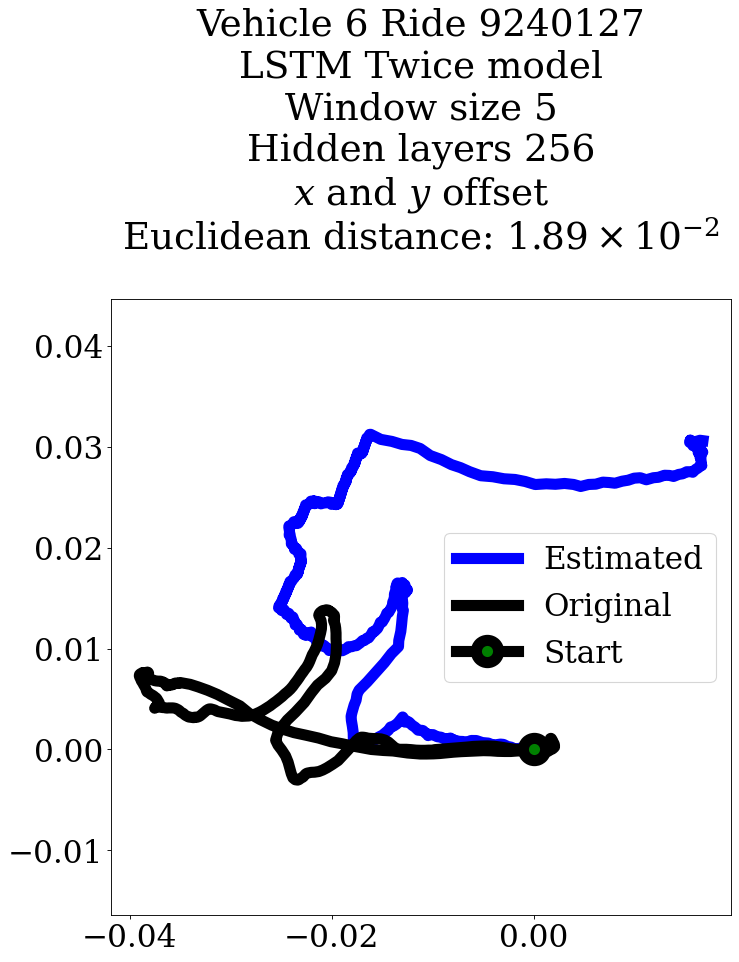 Vehicle 6 Ride 9240127
LSTM Twice model
Window size 5
Hidden layers 256
x and y offset
Euclidean distance: 1.89 × 10⁻²
0.04
0.03
0.02
0.01
0.00
−0.01
Estimated
Original
Start
−0.04
−0.02
0.00